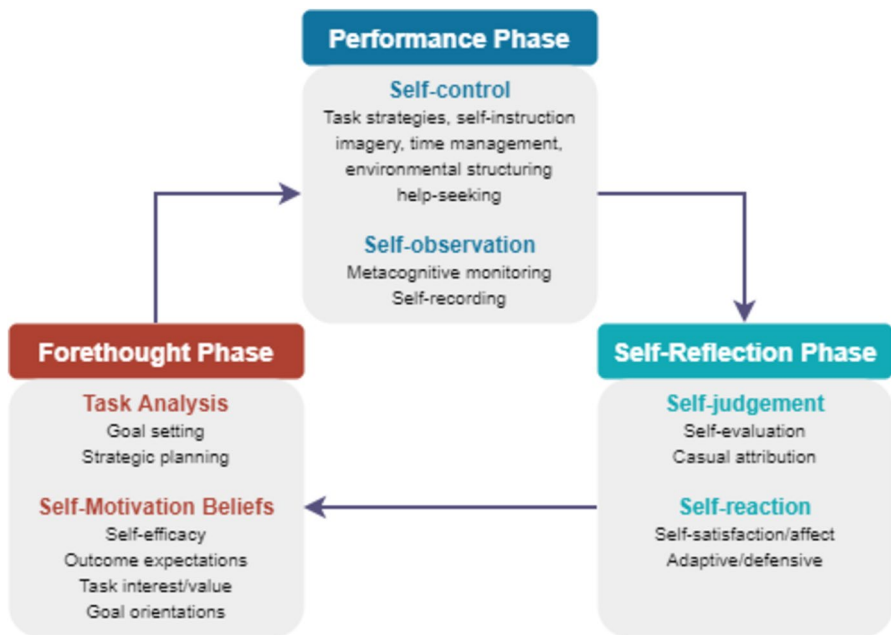 Performance Phase
Self-control
Task strategies, self-instruction
imagery, time management,
environmental structuring
help-seeking
Self-observation
Metacognitive monitoring
Self-recording
Forethought Phase
Task Analysis
Goal setting
Strategic planning
Self-Motivation Beliefs
Self-efficacy
Outcome expectations
Task interest/value
Goal orientations
Self-Reflection Phase
Self-judgement
Self-evaluation
Casual attribution
Self-reaction
Self-satisfaction/affect
Adaptive/defensive